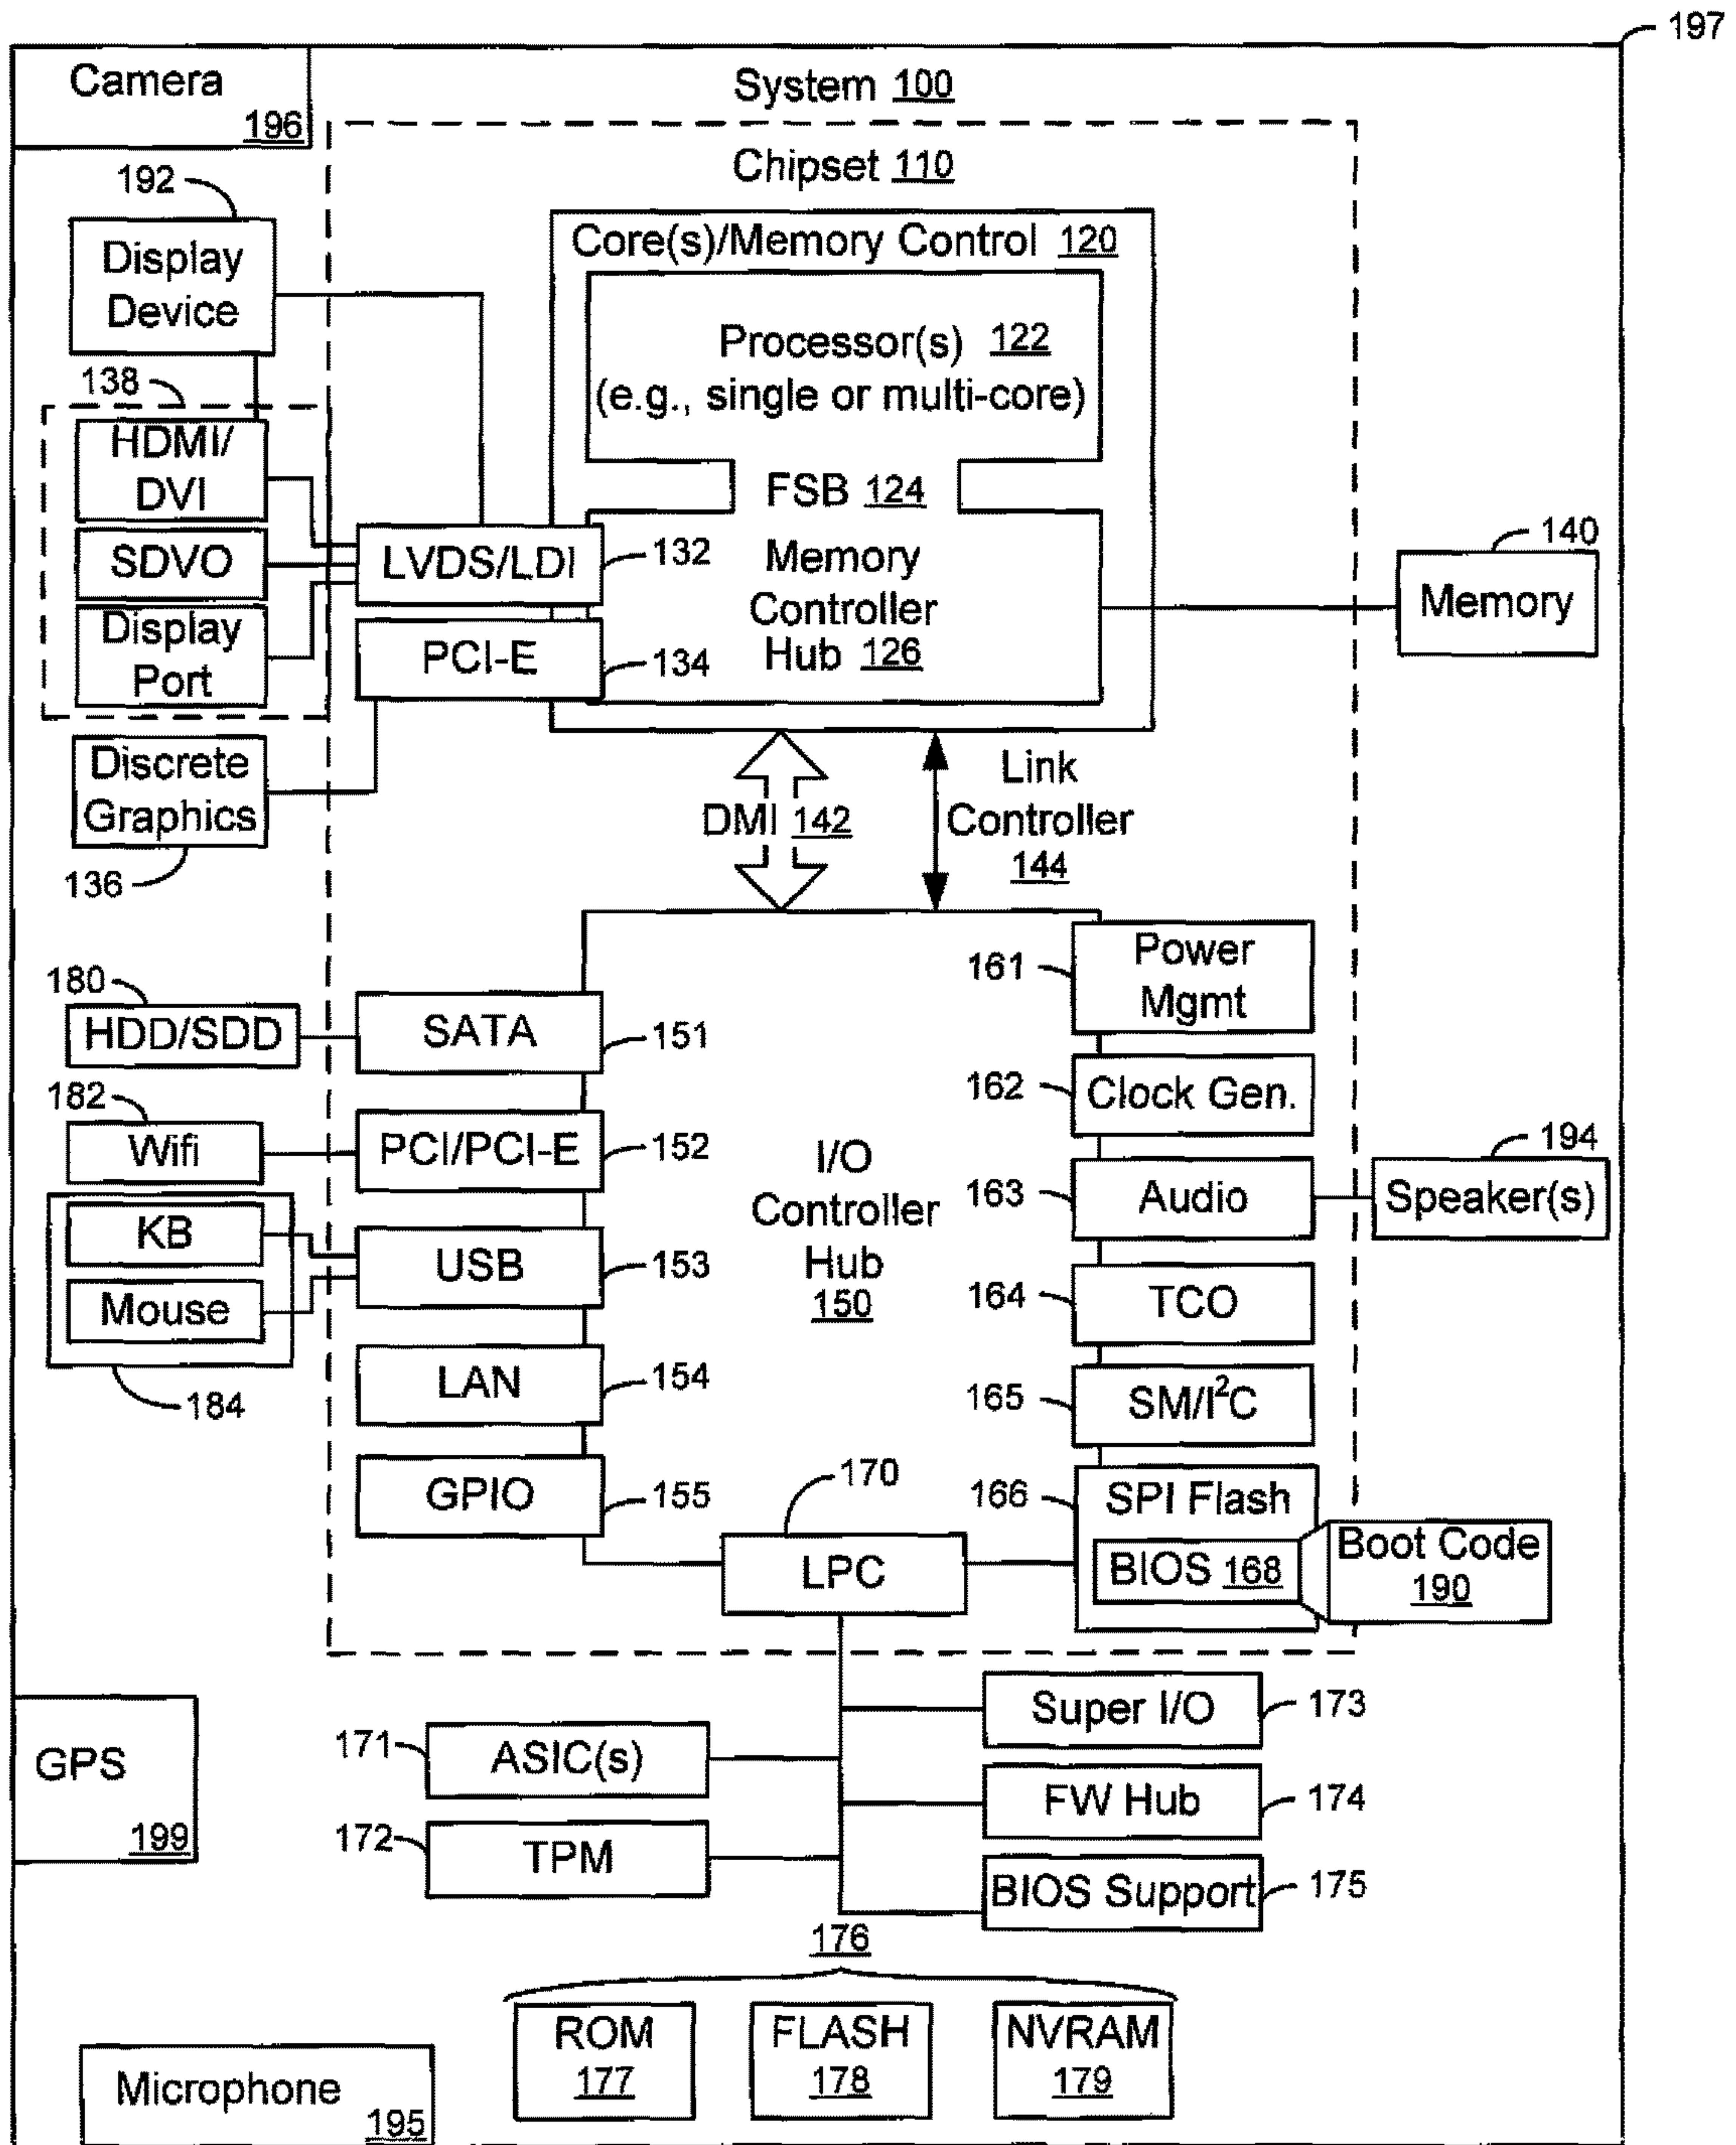 197
Camera
196
System 100
Chipset 110
192
Display
Device
Core(s)/Memory Control 120
Processor(s) 122
(e.g., single or multi-core)
138
HDMI/
DVI
SDVO
Display
Port
FSB 124
LVDS/LDI
132
PCI-E
134
Memory
Controller
Hub 126
140
Memory
Discrete
Graphics
136
DMI 142
Link
Controller
144
180
HDD/SDD
SATA
151
182
Wifi
PCI/PCI-E
152
KB
Mouse
184
USB
153
LAN
154
GPIO
155
I/O
Controller
Hub
150
161
Power
Mgmt
162
Clock Gen.
163
Audio
194
Speaker(s)
164
TCO
165
SM/I²C
166
SPI Flash
BIOS 168
Boot Code
190
170
LPC
GPS
199
171
ASIC(s)
172
TPM
Super I/O
173
FW Hub
174
BIOS Support
175
176
ROM
177
FLASH
178
NVRAM
179
Microphone
195